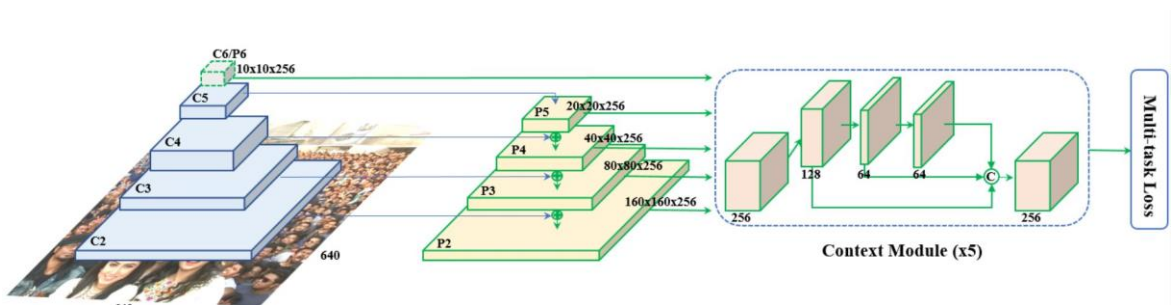 C6/P6
10x10x256
C5
C4
C3
C2
640
P5
20x20x256
P4
40x40x256
P3
80x80x256
P2
160x160x256
256
128
64
64
C
256
Context Module (x5)
Multi-task Loss